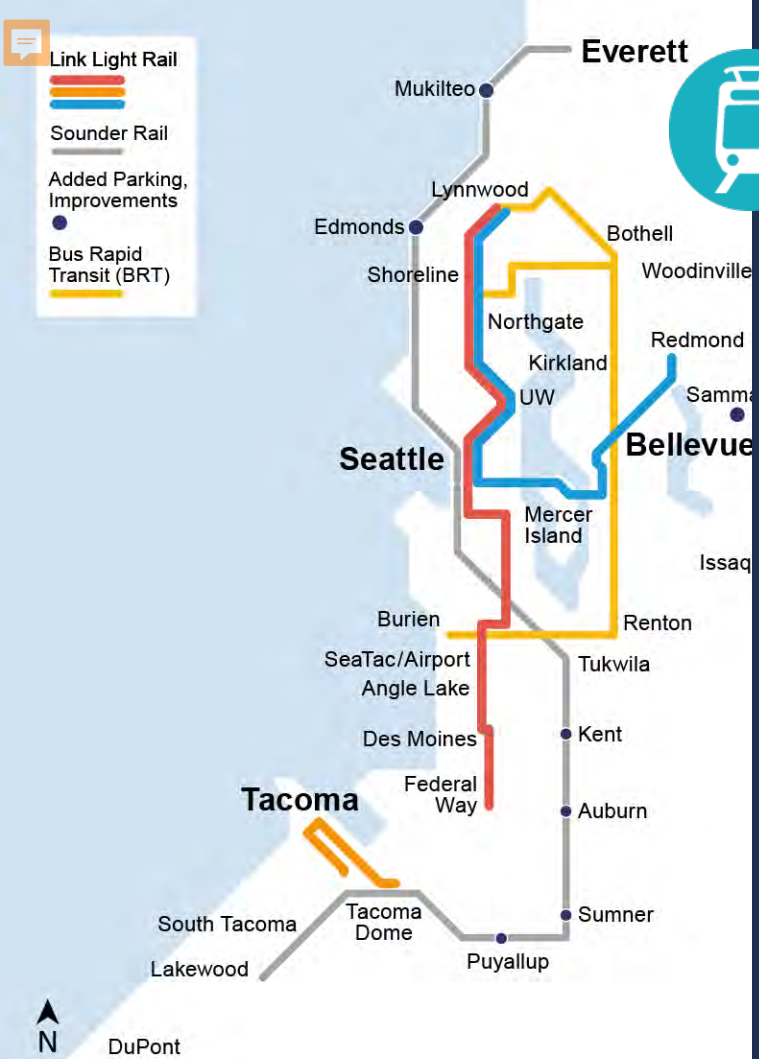 Link Light Rail
Sounder Rail
Added Parking,
Improvements
Bus Rapid
Transit (BRT)
Everett
Mukilteo
Lynnwood
Edmonds
Bothell
Shoreline
Woodinville
Northgate
Redmond
Kirkland
UW
Samma
Seattle
Bellevue
Mercer
Island
Issaq
Burien
Renton
SeaTac/Airport
Tukwila
Angle Lake
Des Moines
Kent
Federal
Way
Tacoma
Auburn
South Tacoma
Tacoma
Dome
Sumner
Lakewood
Puyallup
N
DuPont